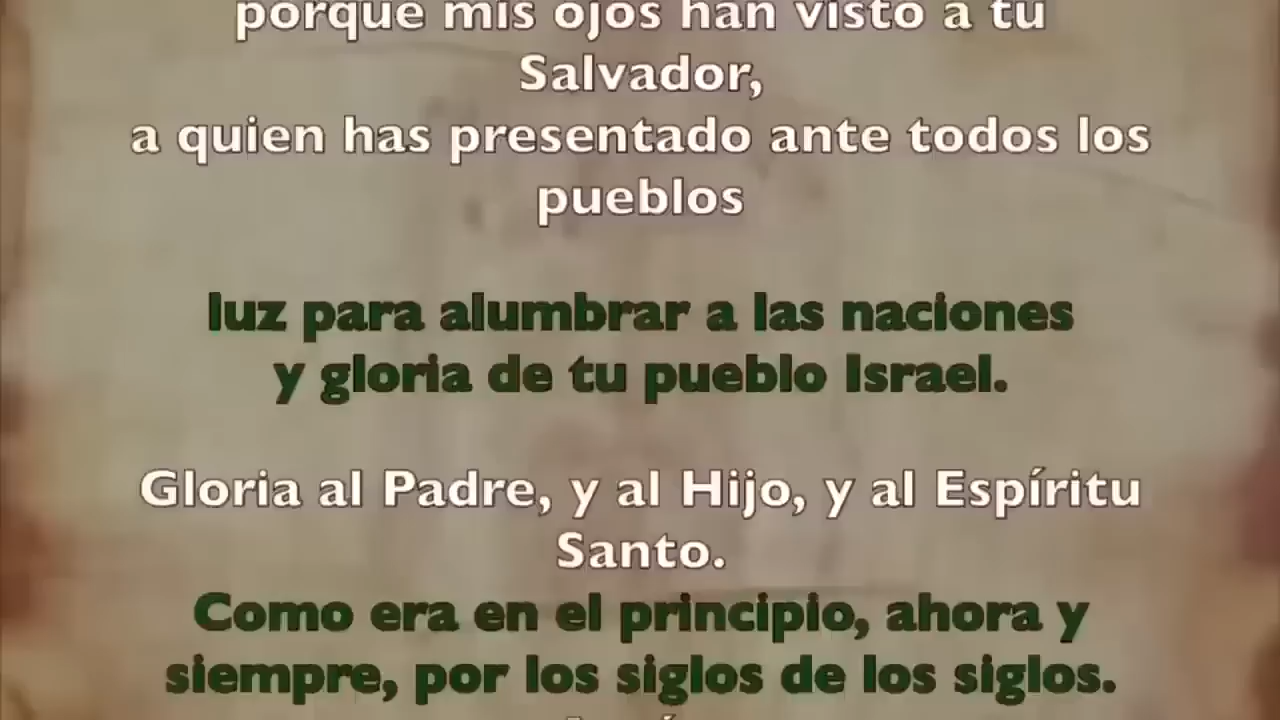 porque mis ojos han visto a tu
Salvador,
a quien has presentado ante todos los
pueblos
luz para alumbrar a las naciones
y gloria de tu pueblo Israel.
Gloria al Padre, y al Hijo, y al Espíritu
Santo.
Como era en el principio, ahora y
siempre, por los siglos de los siglos.